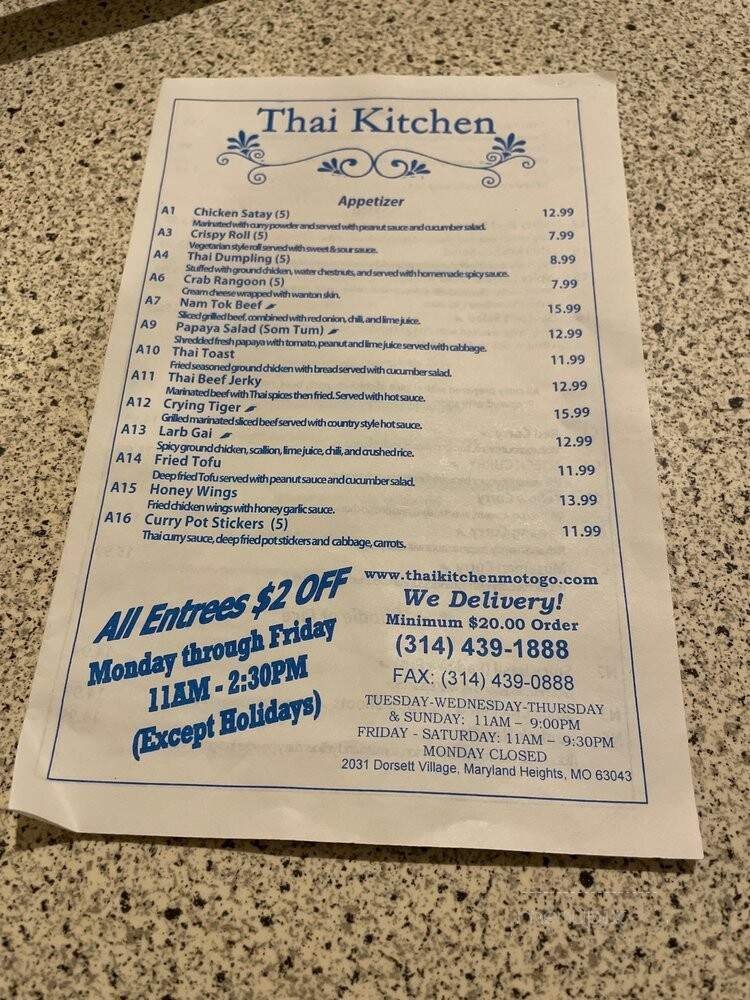 Thai Kitchen
Appetizer
A1 Chicken Satay (5) 12.99
Marinated with curry powder and served with peanut sauce and cucumber salad.
A3 Crispy Roll (5) 7.99
Vegetarian style roll served with sweet & sour sauce.
A4 Thai Dumpling (5) 8.99
Stuffed with ground chicken, water chestnuts, and served with homemade spicy sauce.
A6 Crab Rangoon (5) 7.99
Cream cheese wrapped with wanton skin.
A7 Nam Tok Beef 15.99
Sliced grilled beef, combined with red onion, chili, and lime juice.
A9 Papaya Salad (Som Tum) 12.99
Shredded fresh papaya with tomato, peanut and lime juice served with cabbage.
A10 Thai Toast 11.99
Fried seasoned ground chicken with bread served with cucumber salad.
A11 Thai Beef Jerky 12.99
Marinated beef with Thai spices then fried. Served with hot sauce.
A12 Crying Tiger 15.99
Grilled marinated sliced beef served with country style hot sauce.
A13 Larb Gai 12.99
Spicy ground chicken, scallion, lime juice, chili, and crushed rice.
A14 Fried Tofu 11.99
Deep fried Tofu served with peanut sauce and cucumber salad.
A15 Honey Wings 13.99
Fried chicken wings with honey garlic sauce.
A16 Curry Pot Stickers (5) 11.99
Thai curry sauce, deep fried pot stickers and cabbage, carrots.
All Entrees $2 OFF
Monday through Friday
11AM - 2:30PM
(Except Holidays)
www.thaikitchenmotogo.com
We Delivery!
Minimum $20.00 Order
(314) 439-1888
FAX: (314) 439-0888
TUESDAY-WEDNESDAY-THURSDAY
& SUNDAY: 11AM – 9:00PM
FRIDAY - SATURDAY: 11AM – 9:30PM
MONDAY CLOSED
2031 Dorsett Village, Maryland Heights, MO 63043